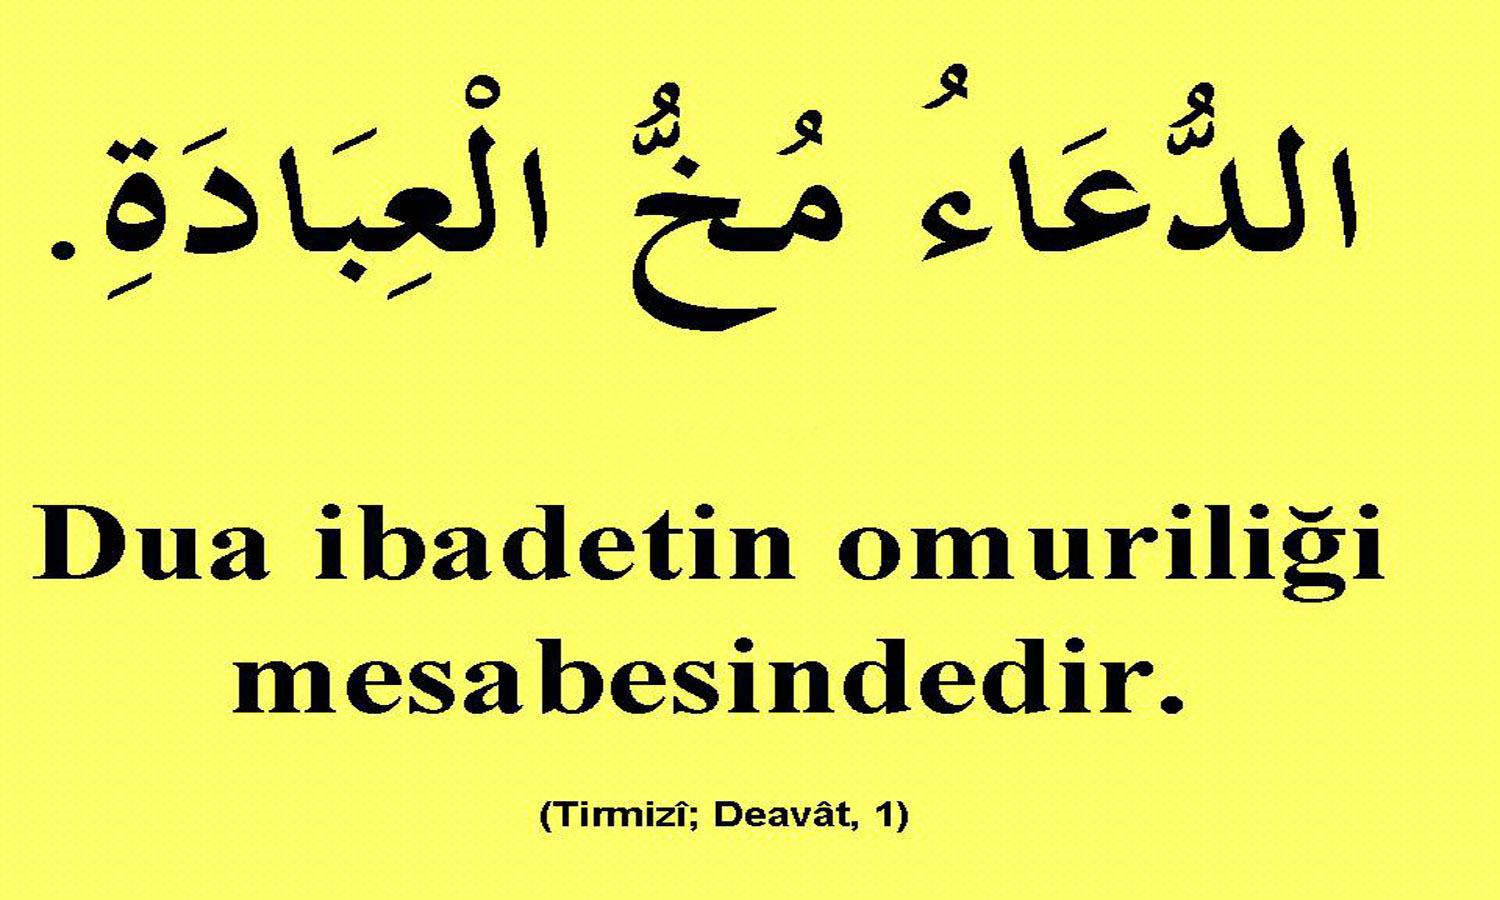 الدُّعَاءُ مُخُّ الْعِبَادَةِ.
Dua ibadetin omuriliği
mesabesindedir.
(Tirmizî; Deavât, 1)